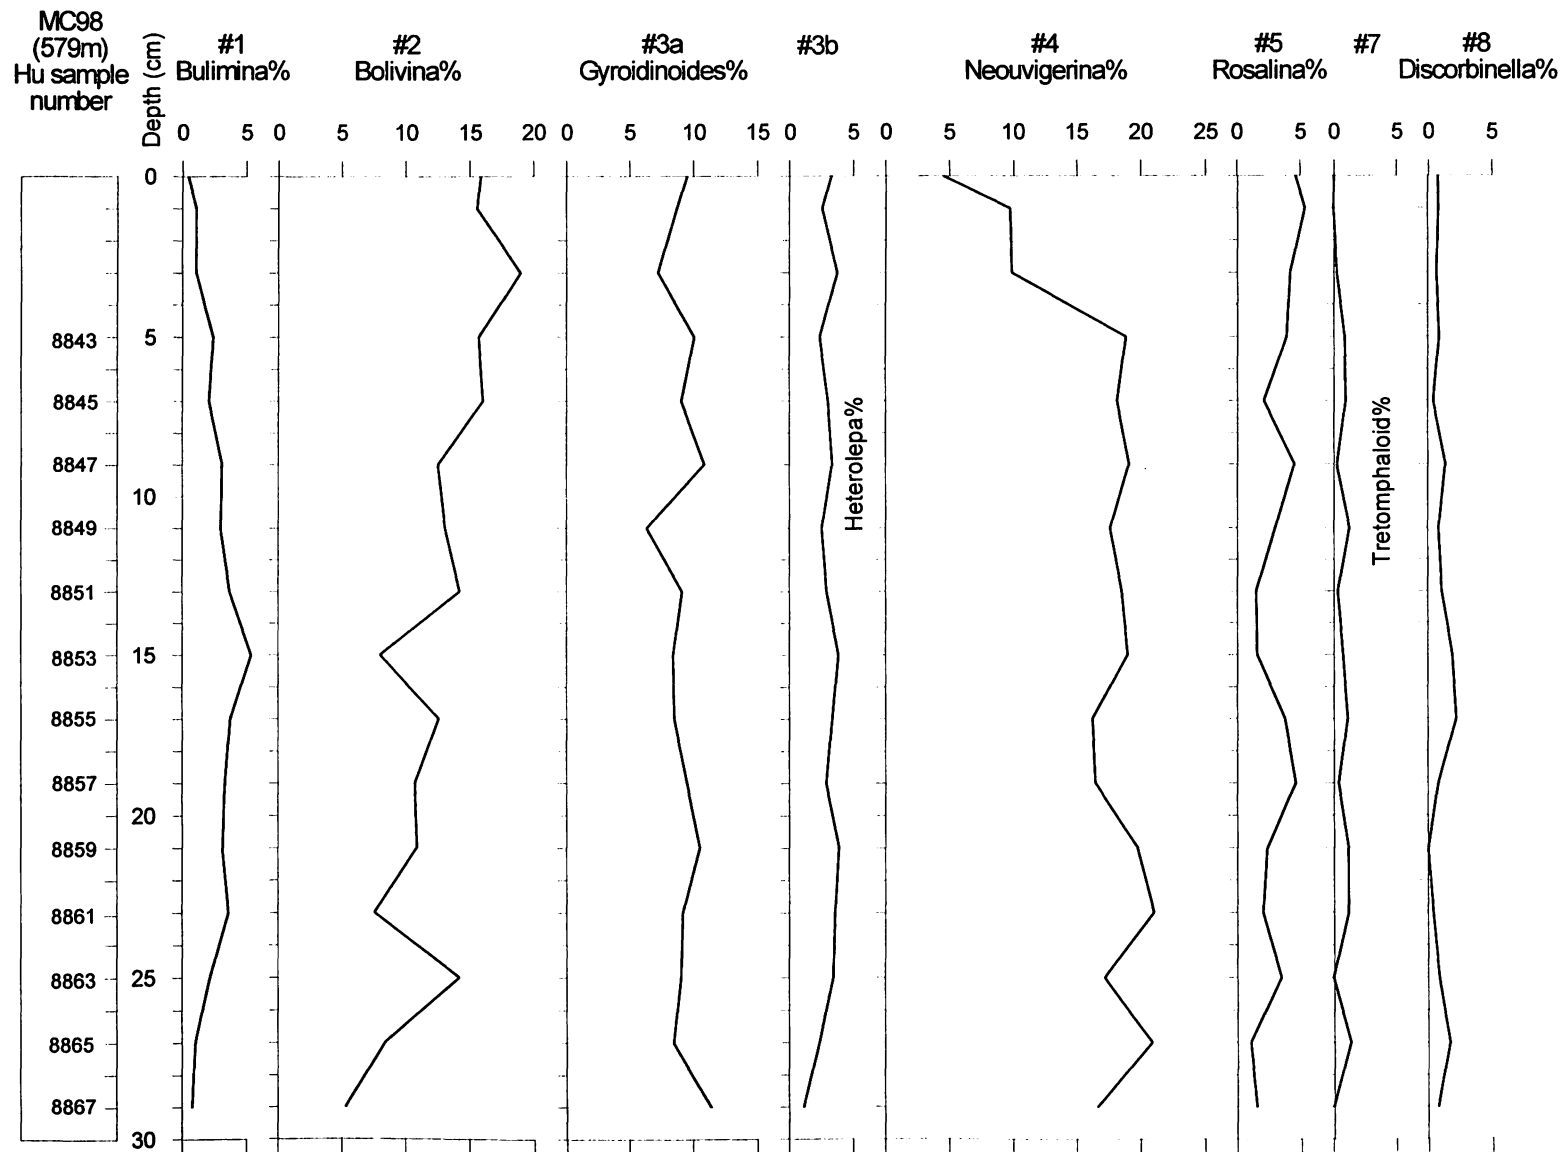 MC98
(579m)
Hu sample
number
Depth (cm)
#1
Bulimina%
#2
Bolivina%
#3a
Gyroidinoides%
#3b
#4
Neouvigerina%
#5
Rosalina%
#7
#8
Discorbinella%
0 5 0 5 10 15 20 0 5 10 15 0 5 0 5 10 15 20 25 0 5 0 5 0 5
0
8843 5
8845
8847
10
8849
8851
8853 15
8855
8857
20
8859
8861
8863 25
8865
8867
30
Heterolepa%
Tretomphaloid%